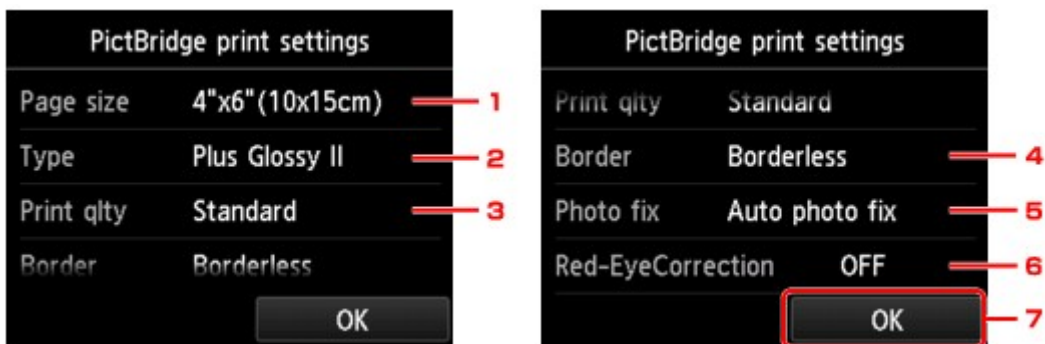 PictBridge print settings
Page size 4"x6"(10x15cm) 1
Type Plus Glossy II 2
Print qlty Standard 3
Border Borderless
OK
PictBridge print settings
Print qlty Standard
Border Borderless 4
Photo fix Auto photo fix 5
Red-EyeCorrection OFF 6
OK 7